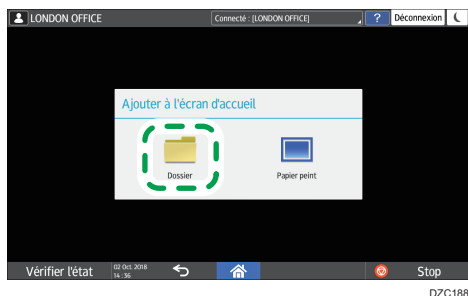 LONDON OFFICE
Connecté : [LONDON OFFICE]
?
Déconnexion
Ajouter à l'écran d'accueil
Dossier
Papier peint
Vérifier l'état
02 Oct. 2018
14 : 36
Stop
DZC188